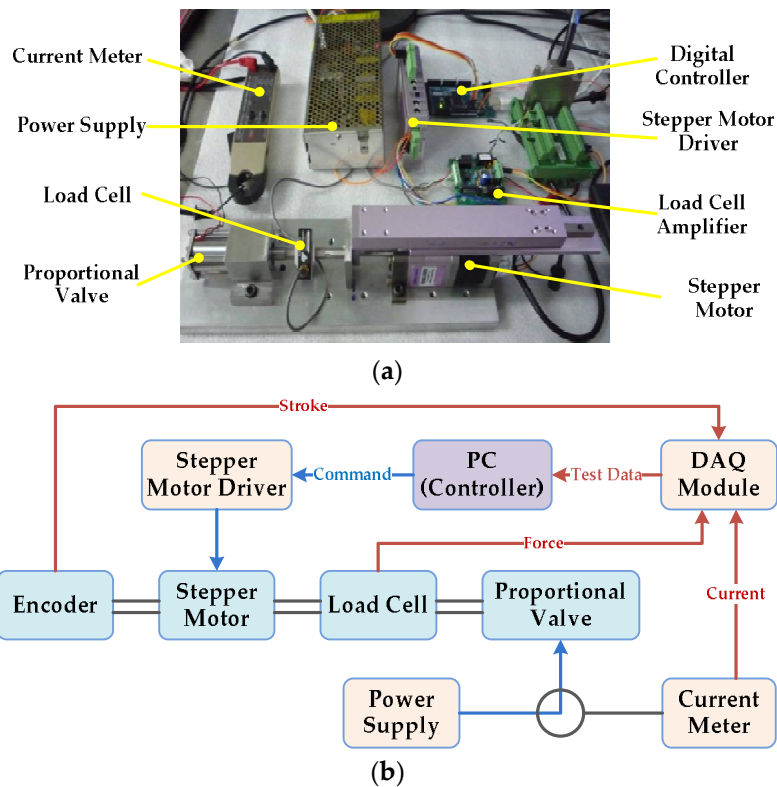 Current Meter
Power Supply
Load Cell
Proportional
Valve
Digital
Controller
Stepper Motor
Driver
Load Cell
Amplifier
Stepper
Motor
(a)
Stroke
Stepper
Motor Driver
Command
PC
(Controller)
Test Data
DAQ
Module
Force
Encoder
Stepper
Motor
Load Cell
Proportional
Valve
Current
Power
Supply
Current
Meter
(b)